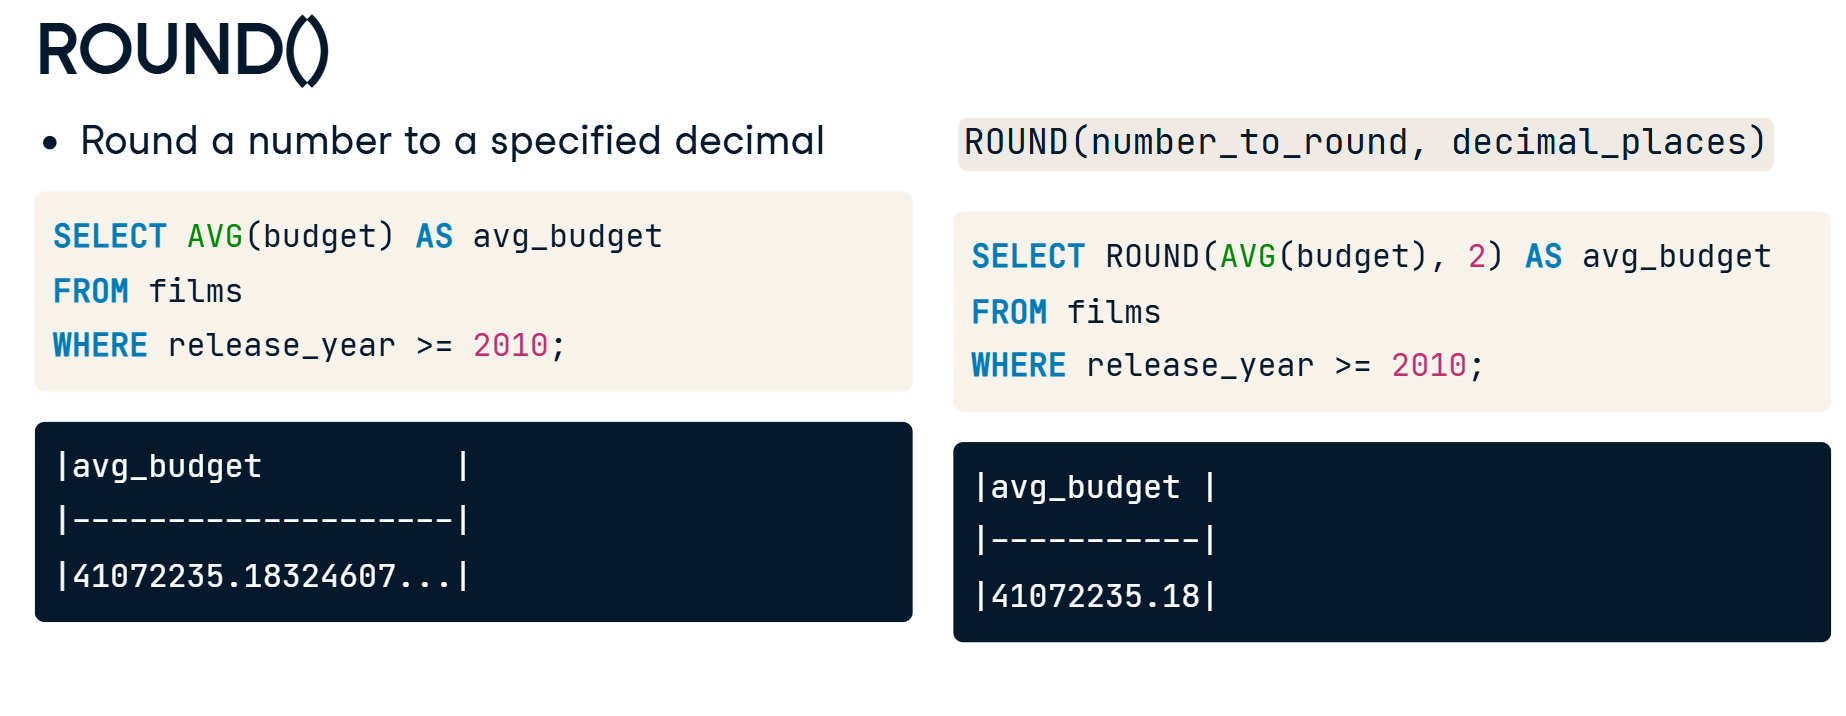 ROUND()
• Round a number to a specified decimal
SELECT AVG(budget) AS avg_budget
FROM films
WHERE release_year >= 2010;
|avg_budget          |
|--------------------|
|41072235.18324607...|
ROUND(number_to_round, decimal_places)
SELECT ROUND(AVG(budget), 2) AS avg_budget
FROM films
WHERE release_year >= 2010;
|avg_budget |
|-----------|
|41072235.18|